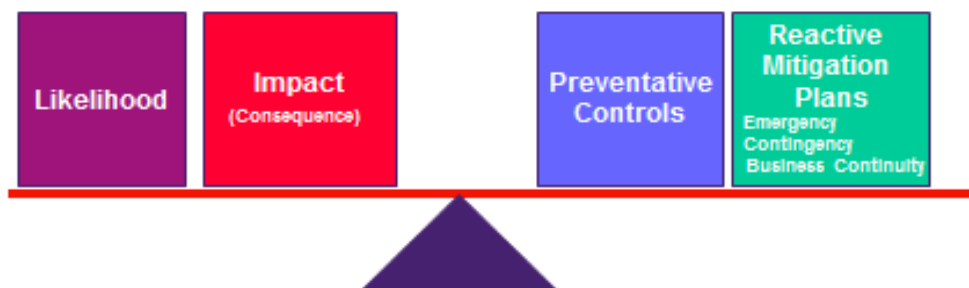 Likelihood
Impact
(Consequence)
Preventative
Controls
Reactive
Mitigation
Plans
Emergency
Contingency
Business Continuity